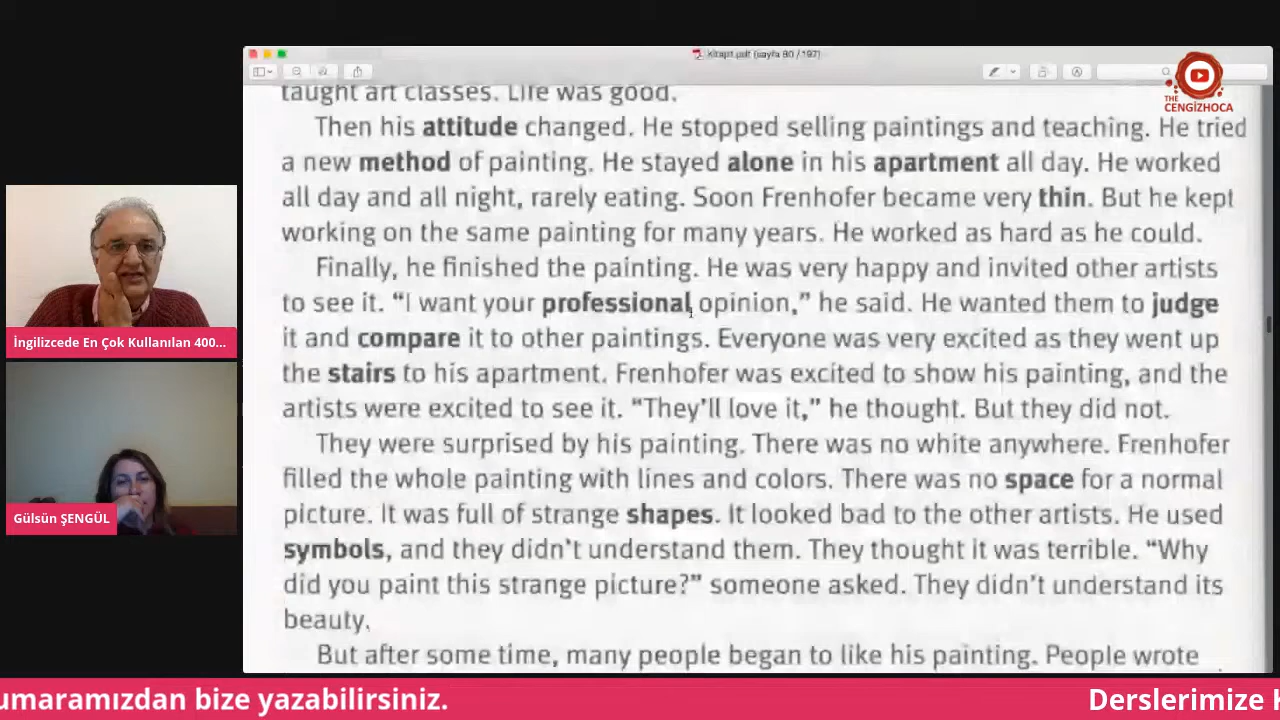 kitap1.pdf (sayfa 80 / 197)
THE
CENGİZHOCA
taught art classes. Life was good.
Then his attitude changed. He stopped selling paintings and teaching. He tried
a new method of painting. He stayed alone in his apartment all day. He worked
all day and all night, rarely eating. Soon Frenhofer became very thin. But he kept
working on the same painting for many years. He worked as hard as he could.
Finally, he finished the painting. He was very happy and invited other artists
to see it. “I want your professional opinion,” he said. He wanted them to judge
it and compare it to other paintings. Everyone was very excited as they went up
the stairs to his apartment. Frenhofer was excited to show his painting, and the
artists were excited to see it. “They’ll love it,” he thought. But they did not.
They were surprised by his painting. There was no white anywhere. Frenhofer
filled the whole painting with lines and colors. There was no space for a normal
picture. It was full of strange shapes. It looked bad to the other artists. He used
symbols, and they didn’t understand them. They thought it was terrible. “Why
did you paint this strange picture?” someone asked. They didn’t understand its
beauty.
But after some time, many people began to like his painting. People wrote
İngilizcede En Çok Kullanılan 400...
Gülsün ŞENGÜL
umaramızdan bize yazabilirsiniz.
Derslerimize